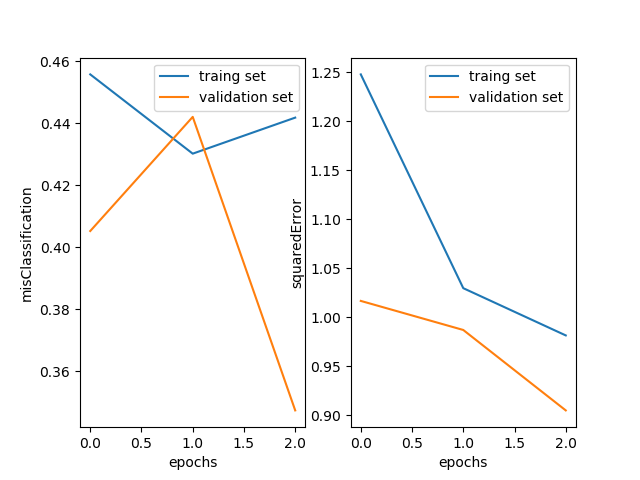 misClassification
0.46
0.44
0.42
0.40
0.38
0.36
traing set
validation set
0.0 0.5 1.0 1.5 2.0
epochs
squaredError
1.25
1.20
1.15
1.10
1.05
1.00
0.95
0.90
traing set
validation set
0.0 0.5 1.0 1.5 2.0
epochs